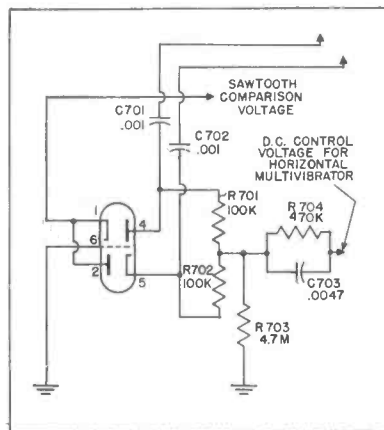 C701
.001
SAWTOOTH
COMPARISON
VOLTAGE
C702
.001
D.C. CONTROL
VOLTAGE FOR
HORIZONTAL
MULTIVIBRATOR
1
4
6
2
5
R701
100K
R702
100K
R704
470K
C703
.0047
R703
4.7M